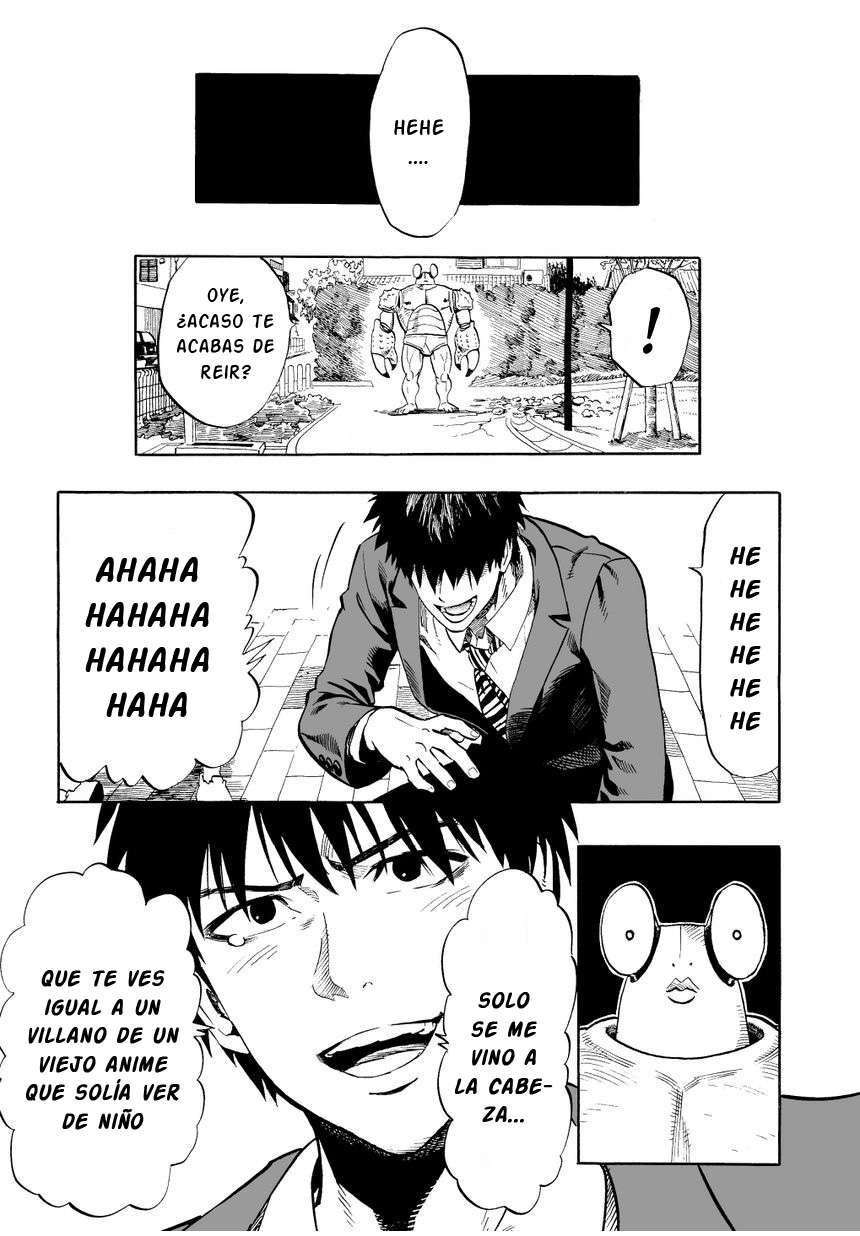 HEHE
....
!
OYE,
¿ACASO TE
ACABAS DE
REIR?
HE
HE
HE
HE
HE
HE
AHAHA
HAHAHA
HAHAHA
HAHA
SOLO
SE ME
VINO A
LA CABE-
ZA...
QUE TE VES
IGUAL A UN
VILLANO DE UN
VIEJO ANIME
QUE SOLÍA VER
DE NIÑO